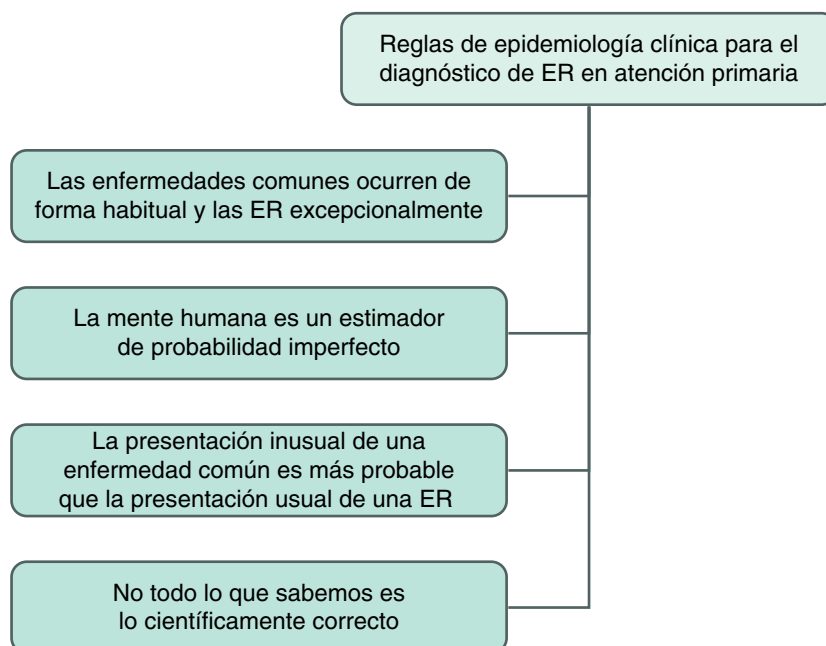 Reglas de epidemiología clínica para el
diagnóstico de ER en atención primaria
Las enfermedades comunes ocurren de
forma habitual y las ER excepcionalmente
La mente humana es un estimador
de probabilidad imperfecto
La presentación inusual de una
enfermedad común es más probable
que la presentación usual de una ER
No todo lo que sabemos es
lo científicamente correcto